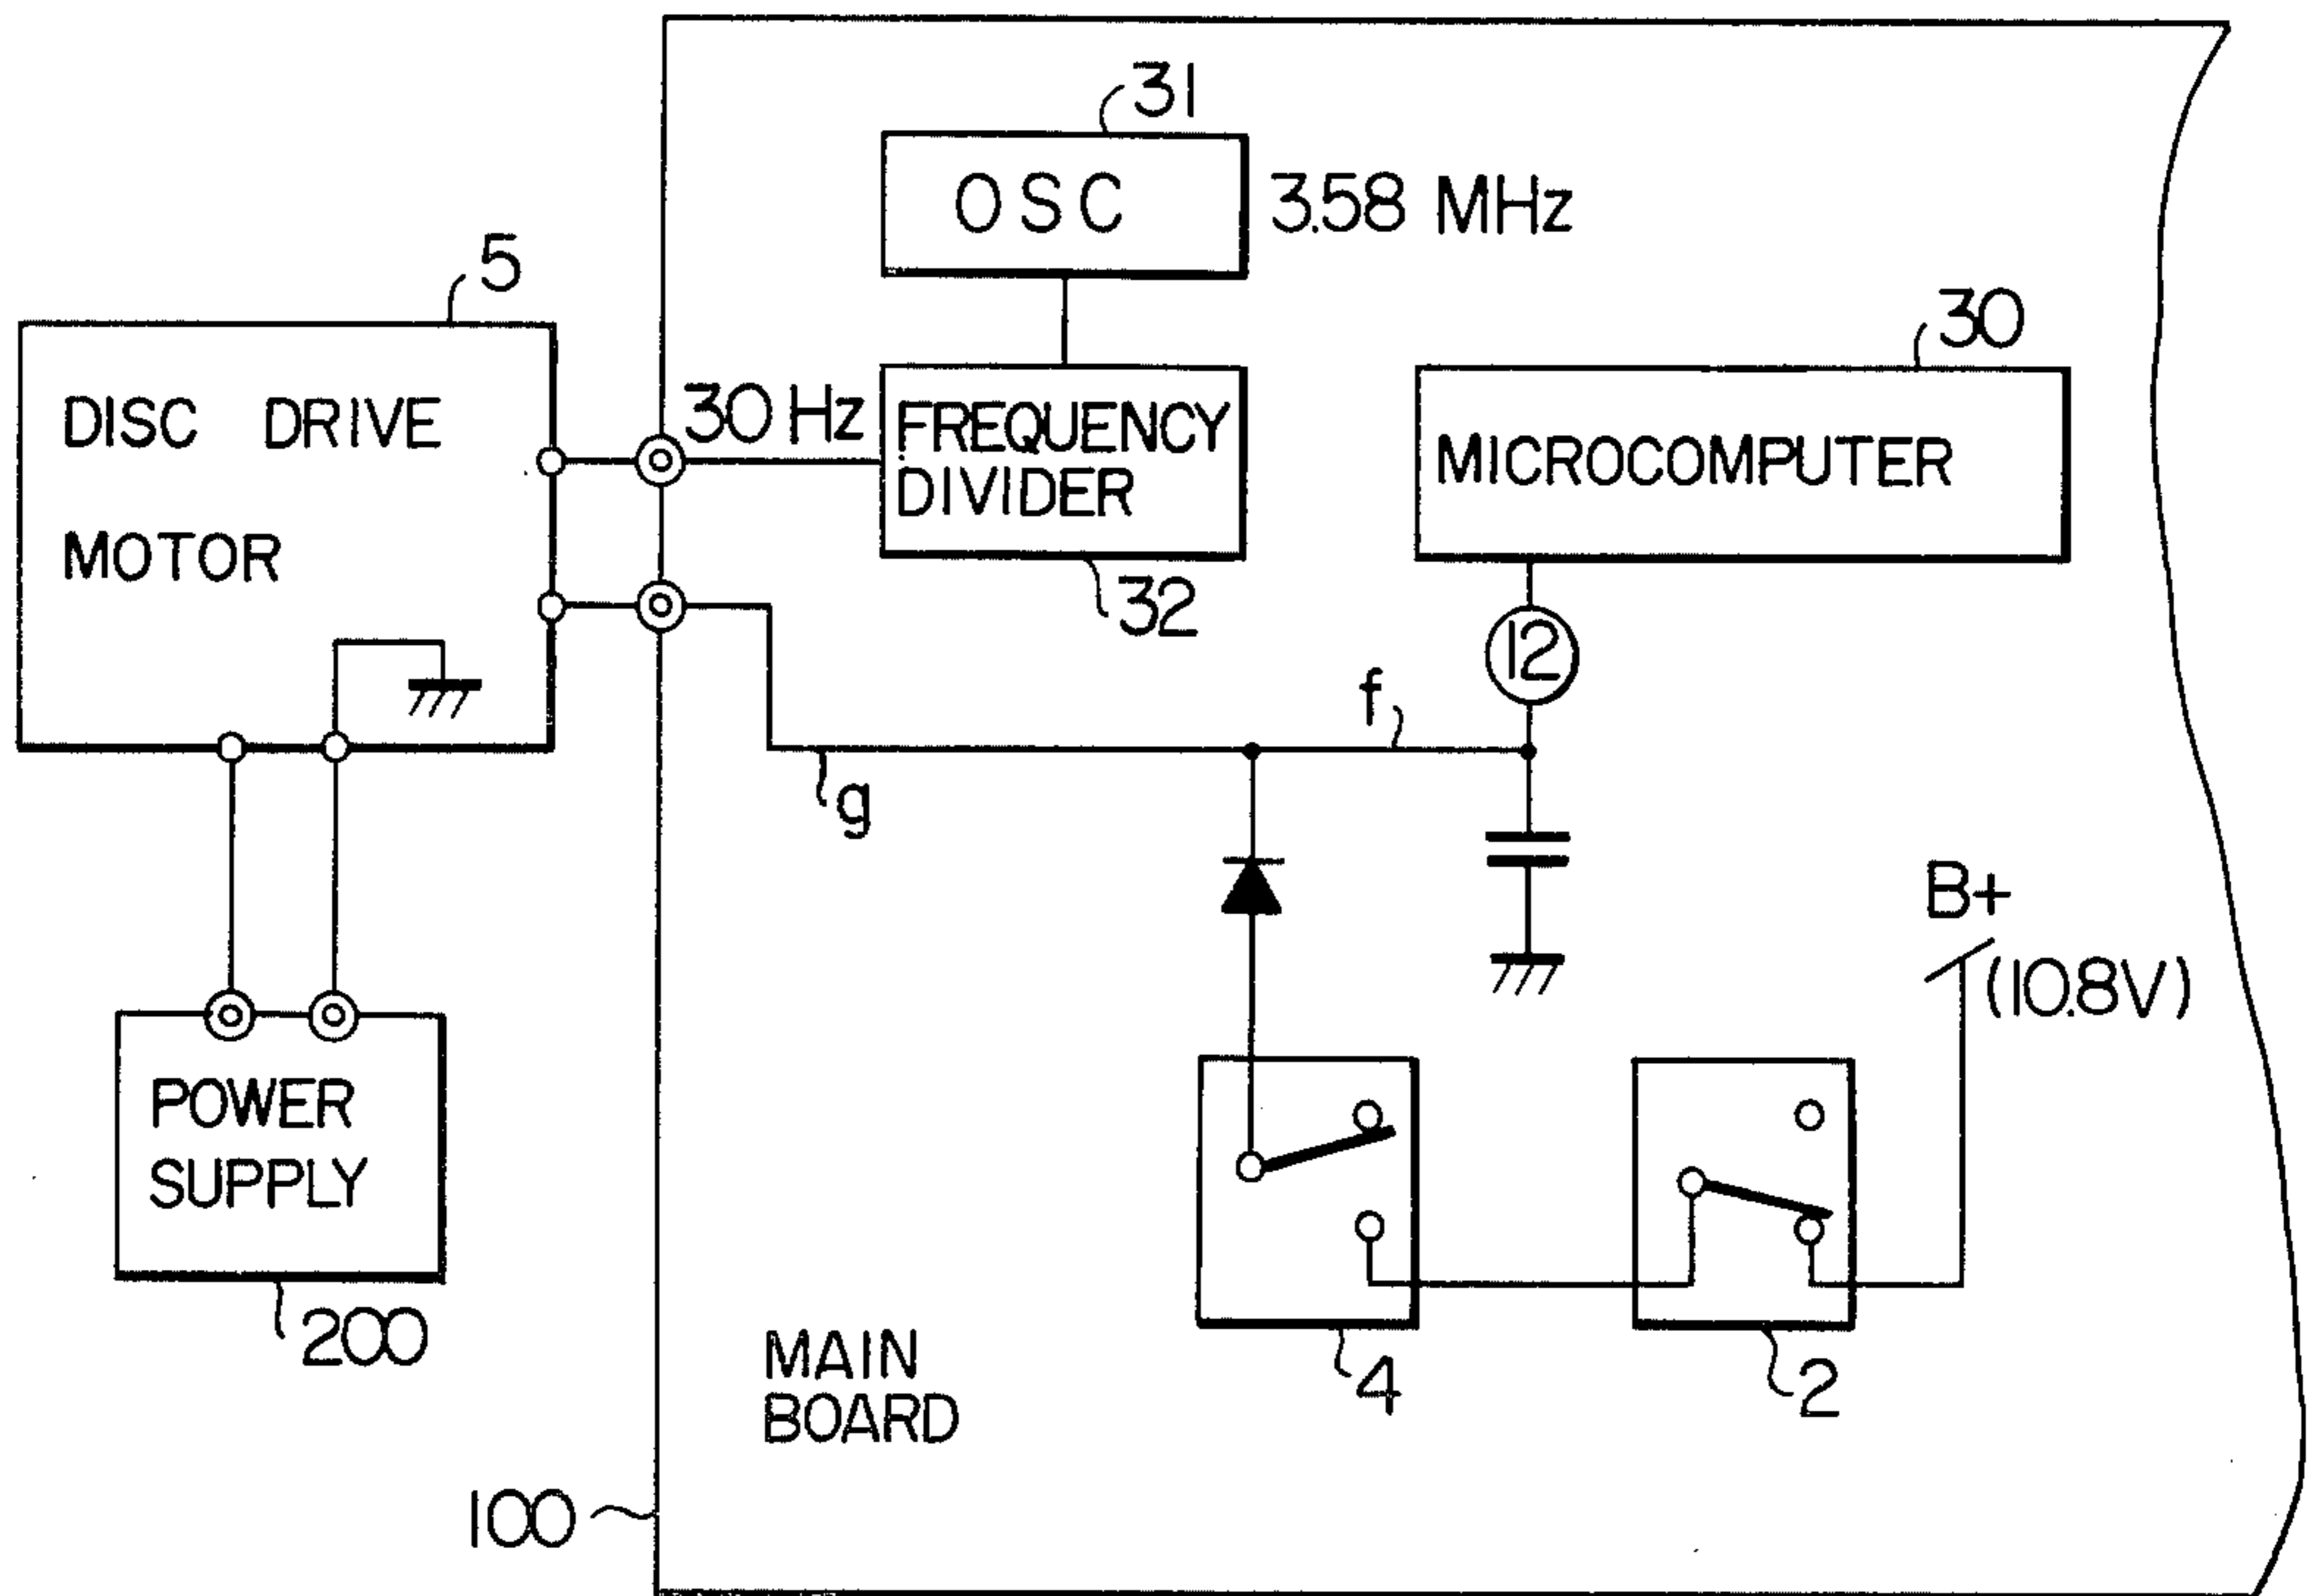 31
OSC
3.58 MHz
5
30
DISC DRIVE
MOTOR
30 Hz
FREQUENCY
DIVIDER
MICROCOMPUTER
32
12
f
g
B+
(10.8V)
POWER
SUPPLY
200
MAIN
BOARD
4
2
100